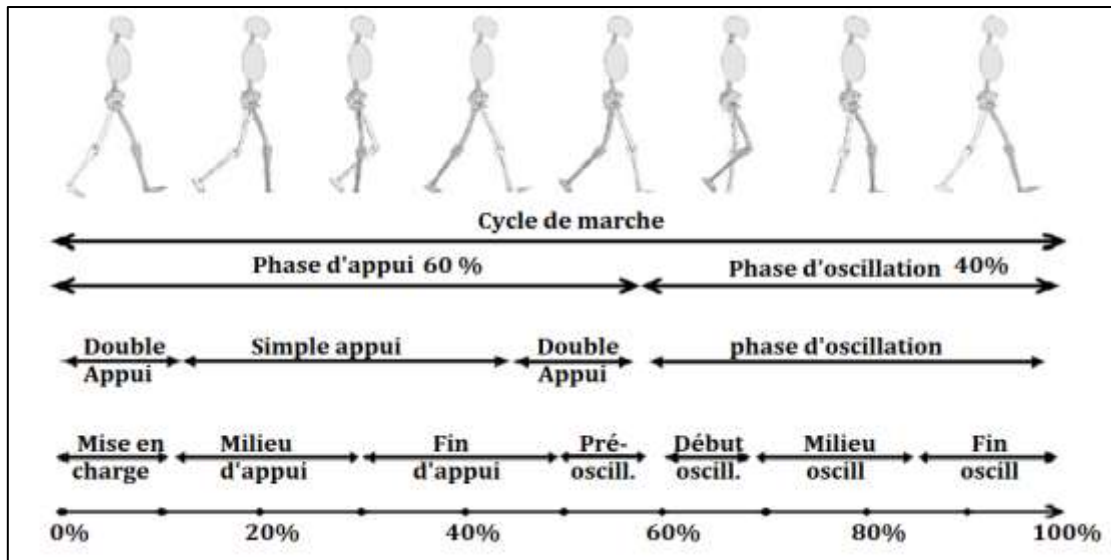 Cycle de marche
Phase d'appui 60 %
Phase d'oscillation 40%
Double
Appui
Simple appui
Double
Appui
phase d'oscillation
Mise en
charge
Milieu
d'appui
Fin
d'appui
Pré-
oscill.
Début
oscill.
Milieu
oscill
Fin
oscill
0% 20% 40% 60% 80% 100%